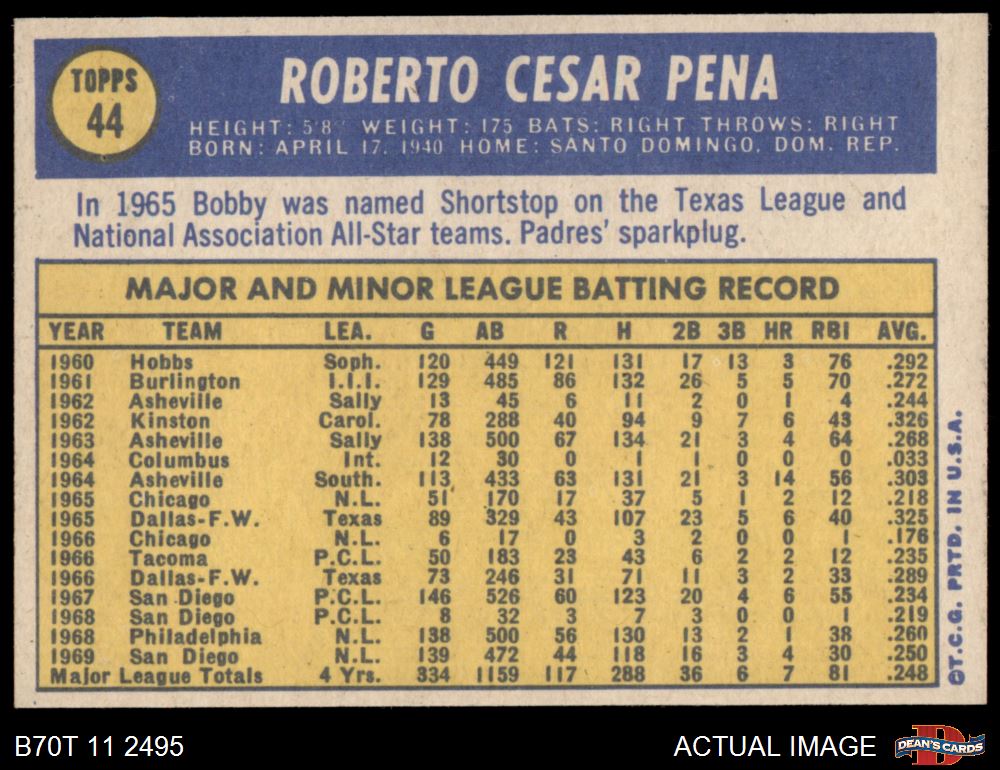 TOPPS
44
ROBERTO CESAR PENA
HEIGHT: 5'8" WEIGHT: 175 BATS: RIGHT THROWS: RIGHT
BORN: APRIL 17, 1940 HOME: SANTO DOMINGO, DOM. REP.
In 1965 Bobby was named Shortstop on the Texas League and
National Association All-Star teams. Padres' sparkplug.
MAJOR AND MINOR LEAGUE BATTING RECORD
YEAR TEAM LEA. G AB R H 2B 3B HR RBI AVG.
1960 Hobbs Soph. 120 449 121 131 17 13 3 76 .292
1961 Burlington I.I.I. 129 485 86 132 26 5 5 70 .272
1962 Asheville Sally 13 45 6 11 2 0 1 4 .244
1962 Kinston Carol. 78 288 40 94 9 7 6 43 .326
1963 Asheville Sally 138 500 67 134 21 3 4 64 .268
1964 Columbus Int. 12 30 0 1 1 0 0 0 .033
1964 Asheville South. 113 433 63 131 21 3 14 56 .303
1965 Chicago N.L. 51 170 17 37 5 1 2 12 .218
1965 Dallas-F.W. Texas 89 329 43 107 23 5 6 40 .325
1966 Chicago N.L. 6 17 0 3 2 0 0 1 .176
1966 Tacoma P.C.L. 50 183 23 43 6 2 2 12 .235
1966 Dallas-F.W. Texas 73 246 31 71 11 3 2 33 .289
1967 San Diego P.C.L. 146 526 60 123 20 4 6 55 .234
1968 San Diego P.C.L. 8 32 3 7 3 0 0 1 .219
1968 Philadelphia N.L. 138 500 56 130 13 2 1 38 .260
1969 San Diego N.L. 139 472 44 118 16 3 4 30 .250
Major League Totals 4 Yrs. 334 1159 117 288 36 6 7 81 .248
©T.C.G. PRTD. IN U.S.A.
B70T 11 2495
ACTUAL IMAGE
DEAN'S CARDS